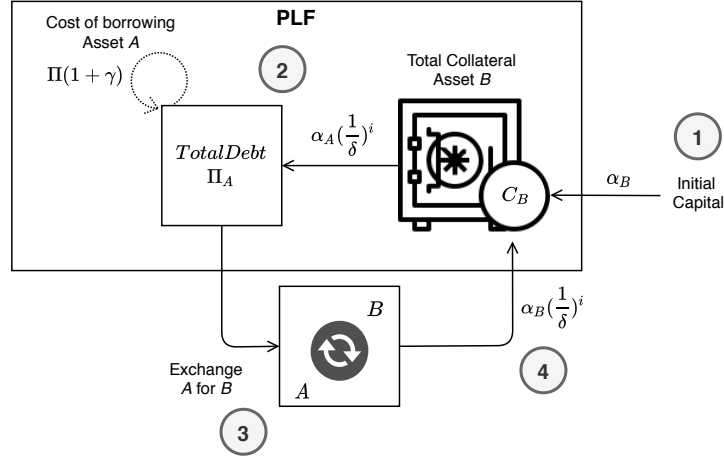 PLF
Cost of borrowing
Asset A
Π(1 + γ)
2
Total Collateral
Asset B
α_A(1/δ)^i
TotalDebt
Π_A
C_B
1
α_B
Initial
Capital
B
A
α_B(1/δ)^i
Exchange
A for B
3
4